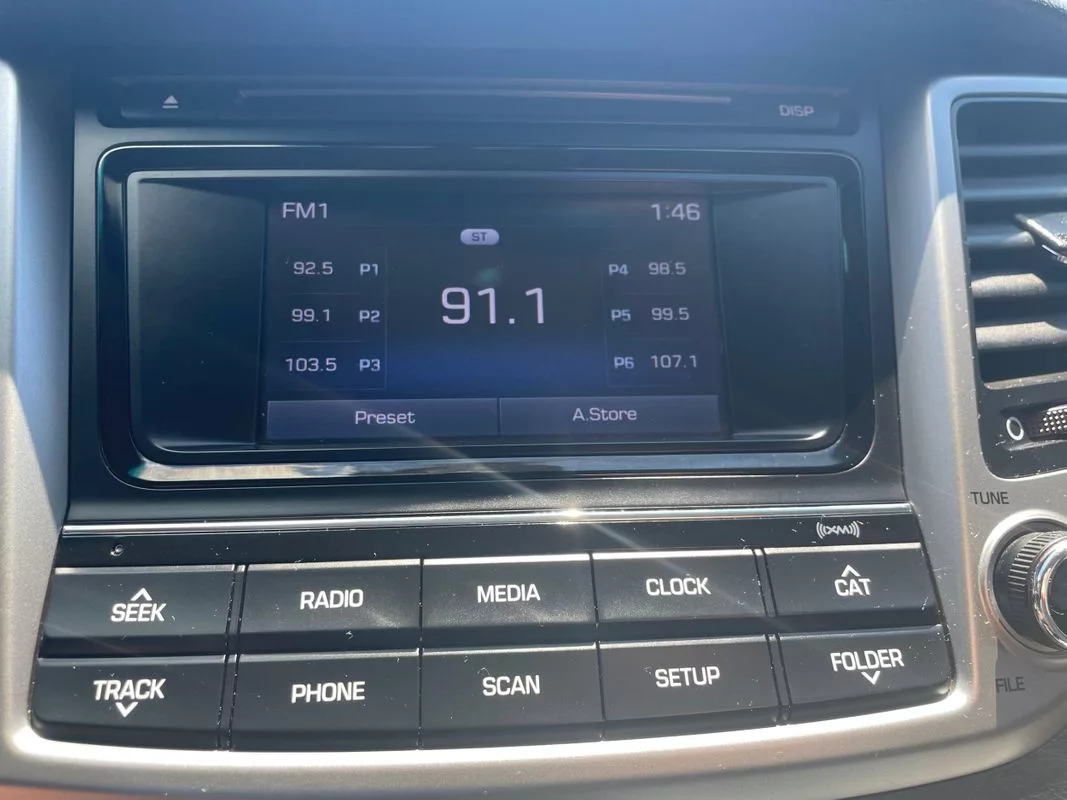 DISP
FM1 1:46
ST
92.5 P1
99.1 P2
103.5 P3
91.1
P4 98.5
P5 99.5
P6 107.1
Preset A.Store
((XM))
TUNE
SEEK RADIO MEDIA CLOCK CAT
TRACK PHONE SCAN SETUP FOLDER
FILE